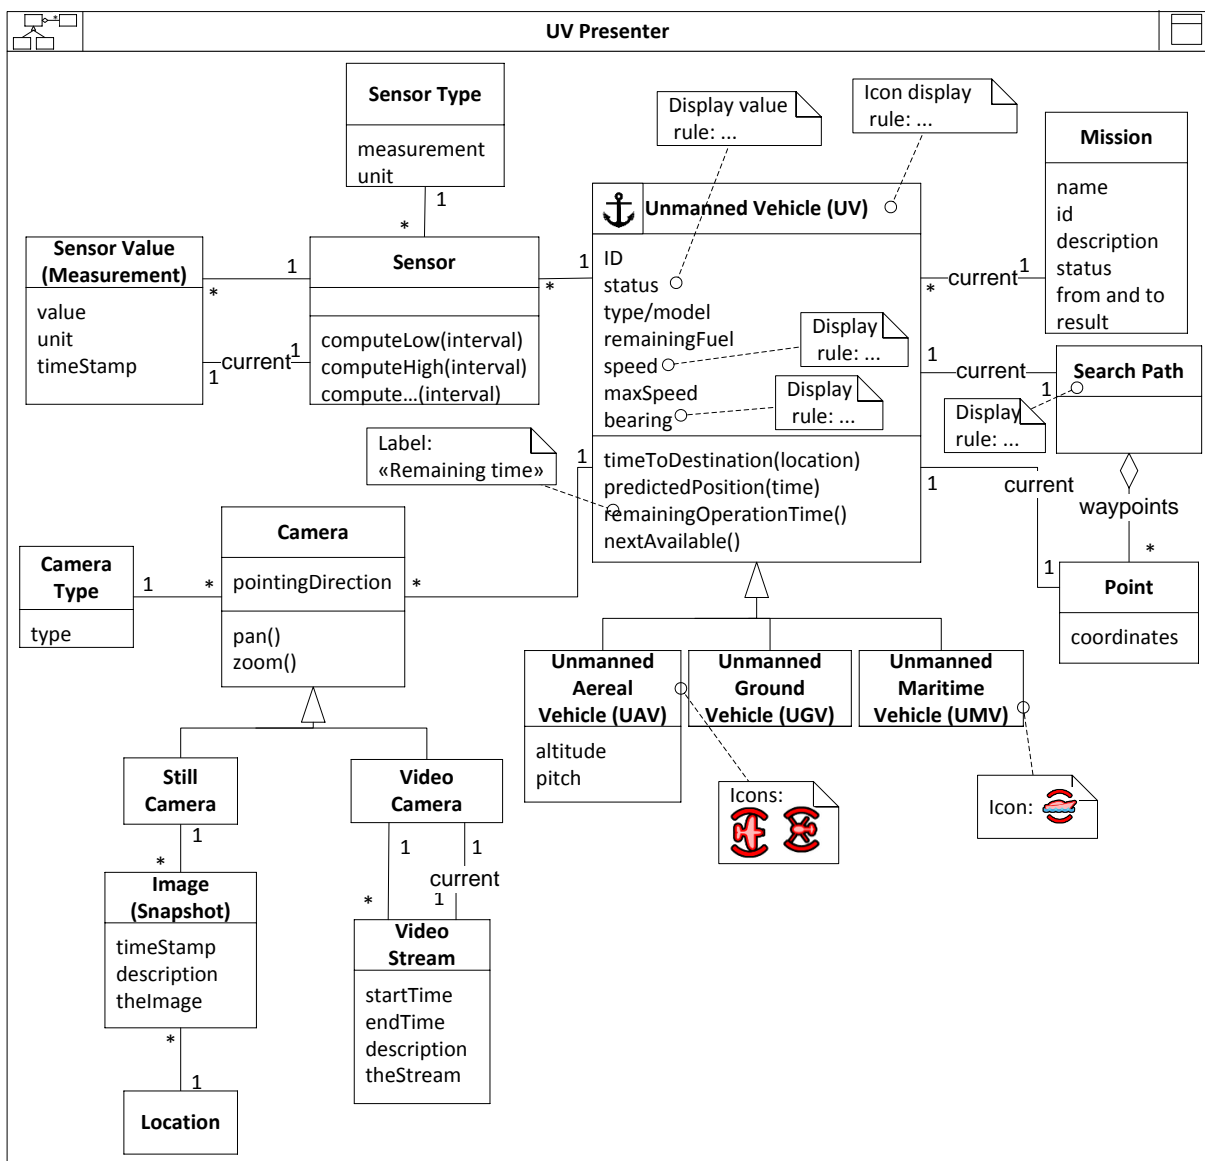 UV Presenter
Sensor Type
measurement
unit
1
*
Display value
rule: ...
Icon display
rule: ...
Mission
name
id
description
status
from and to
result
Unmanned Vehicle (UV)
ID
status
type/model
remainingFuel
speed
maxSpeed
bearing
timeToDestination(location)
predictedPosition(time)
remainingOperationTime()
nextAvailable()
Sensor Value
(Measurement)
value
unit
timeStamp
1
*
Sensor
computeLow(interval)
computeHigh(interval)
compute...(interval)
1
current
1
1
*
*
current
1
Display
rule: ...
Display
rule: ...
1
current
1
Search Path
Display
rule: ...
Label:
«Remaining time»
1
1
current
1
waypoints
*
Point
coordinates
Camera
pointingDirection
pan()
zoom()
*
Camera
Type
type
1
*
Unmanned
Aereal
Vehicle (UAV)
altitude
pitch
Unmanned
Ground
Vehicle (UGV)
Unmanned
Maritime
Vehicle (UMV)
Icons:
Icon:
Still
Camera
1
*
Video
Camera
1
*
1
current
1
Image
(Snapshot)
timeStamp
description
theImage
Video
Stream
startTime
endTime
description
theStream
*
1
Location